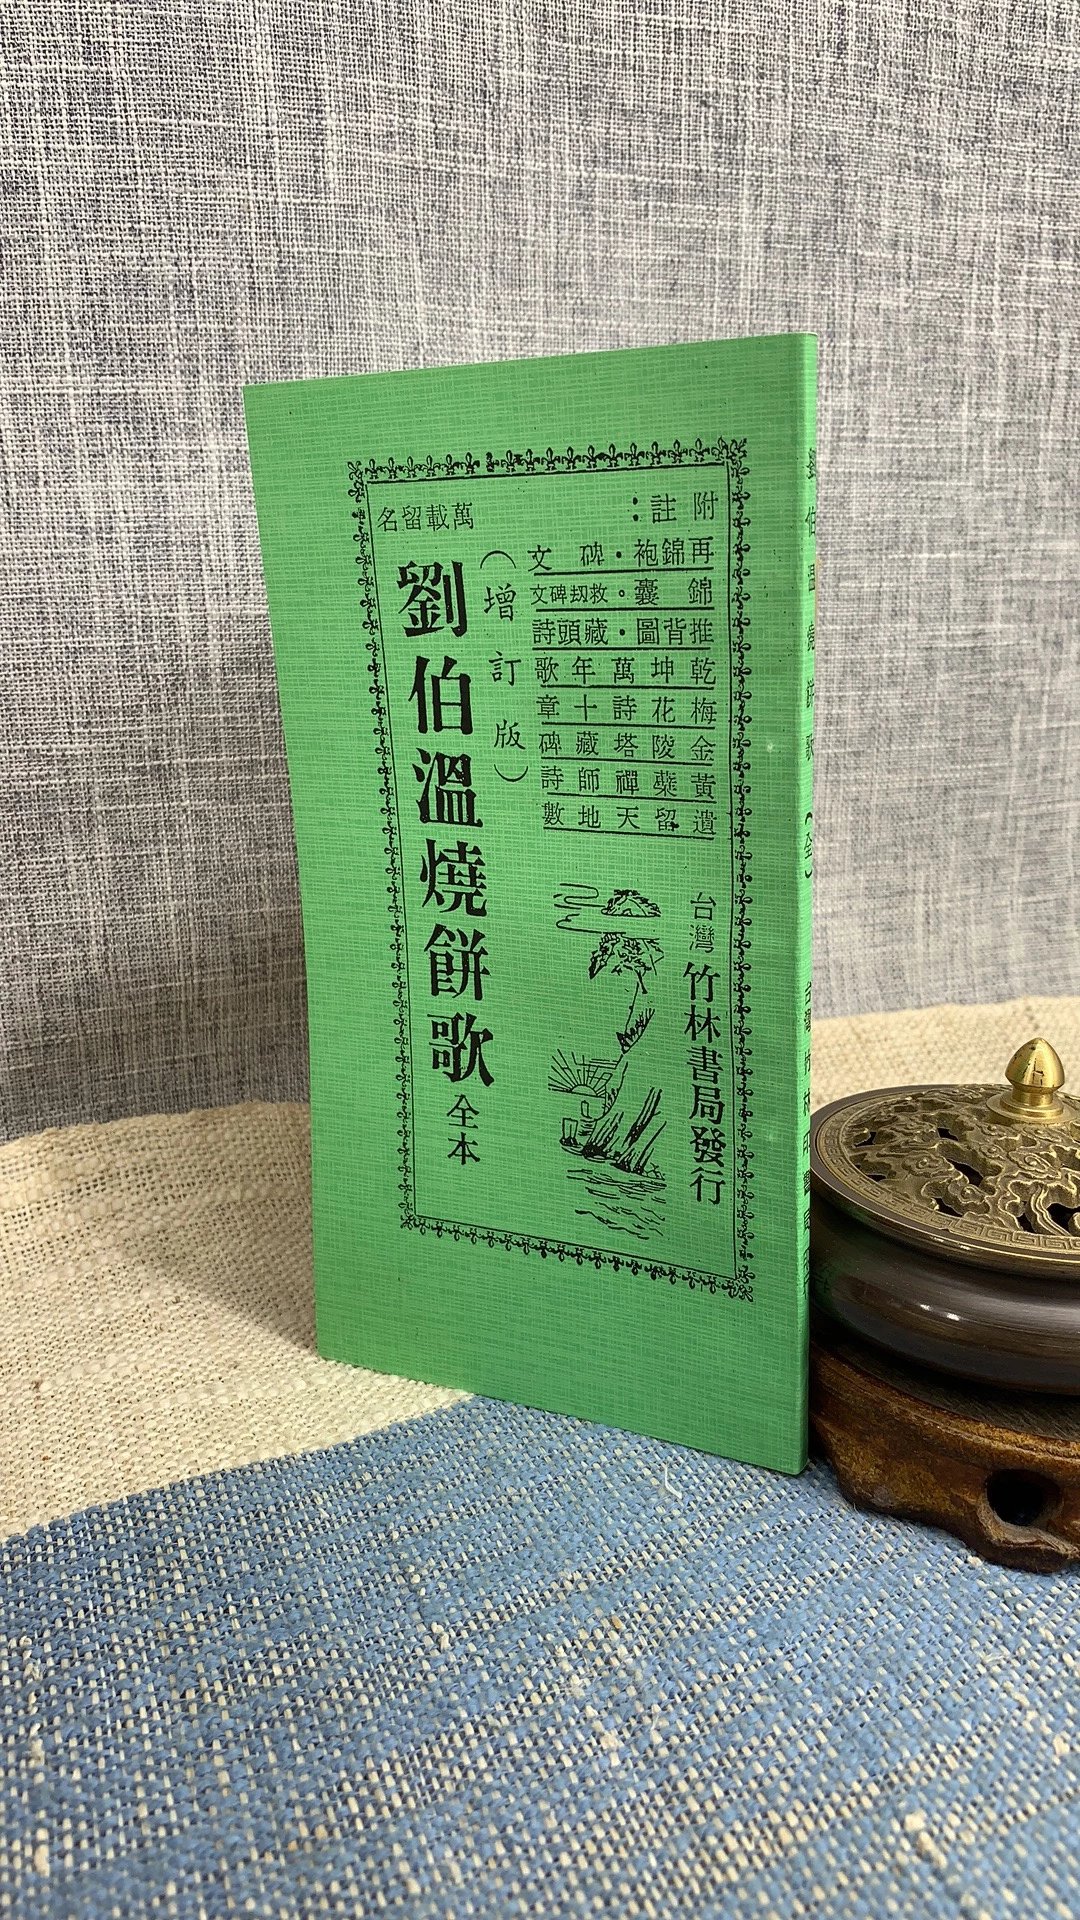 萬載留名
劉伯溫燒餅歌全本
（增訂版）
附註：
再錦袍・碑文
錦囊。救刼碑文
推背圖・藏頭詩
乾坤萬年歌
梅花詩十章
金陵塔藏碑
黃蘗禪師詩
遺留天地數
台灣竹林書局發行
劉伯溫燒餅歌（全）